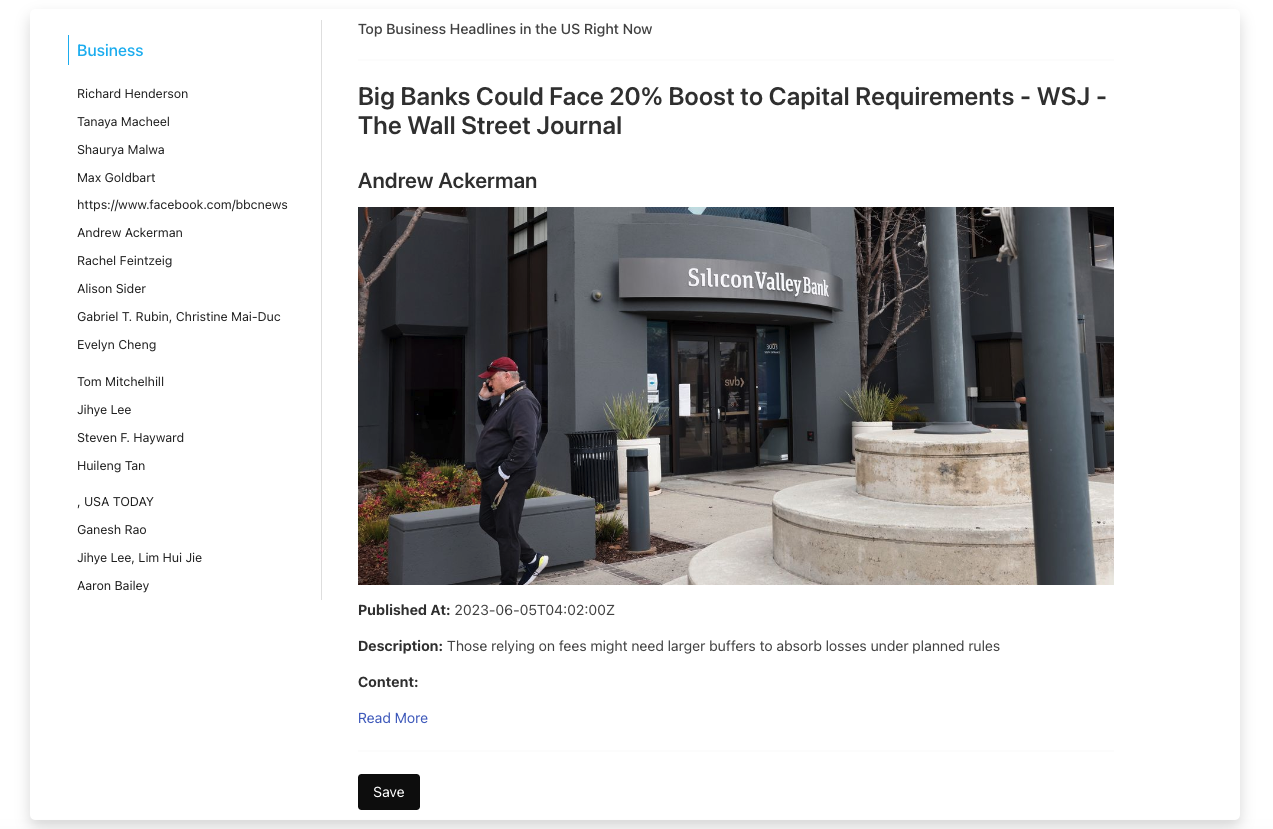 Business
Richard Henderson
Tanaya Macheel
Shaurya Malwa
Max Goldbart
https://www.facebook.com/bbcnews
Andrew Ackerman
Rachel Feintzeig
Alison Sider
Gabriel T. Rubin, Christine Mai-Duc
Evelyn Cheng
Tom Mitchelhill
Jihye Lee
Steven F. Hayward
Huileng Tan
, USA TODAY
Ganesh Rao
Jihye Lee, Lim Hui Jie
Aaron Bailey
Top Business Headlines in the US Right Now
Big Banks Could Face 20% Boost to Capital Requirements - WSJ -
The Wall Street Journal
Andrew Ackerman
Silicon Valley Bank
svb
Published At: 2023-06-05T04:02:00Z
Description: Those relying on fees might need larger buffers to absorb losses under planned rules
Content:
Read More
Save